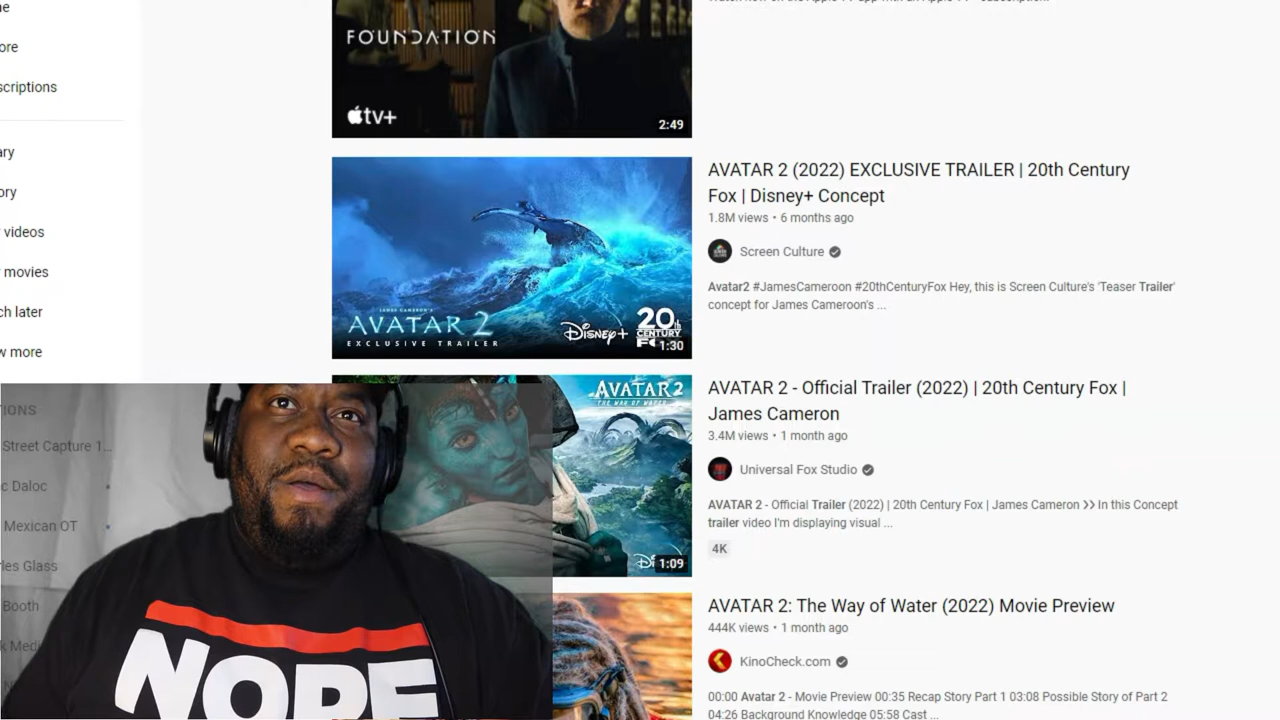 ore
scriptions
ary
ory
videos
movies
ch later
w more
IONS
Street Capture 1...
c Daloc
Mexican OT
les Glass
Booth
k Medi
FOUNDATION
tv+
2:49
AVATAR 2 (2022) EXCLUSIVE TRAILER | 20th Century
Fox | Disney+ Concept
1.8M views • 6 months ago
Screen Culture
Avatar2 #JamesCameroon #20thCenturyFox Hey, this is Screen Culture's 'Teaser Trailer'
concept for James Cameroon's ...
JAMES CAMERON'S
AVATAR 2
EXCLUSIVE TRAILER
Disney+
20th
CENTURY
1:30
AVATAR 2 - Official Trailer (2022) | 20th Century Fox |
James Cameron
3.4M views • 1 month ago
Universal Fox Studio
AVATAR 2 - Official Trailer (2022) | 20th Century Fox | James Cameron >> In this Concept
trailer video I'm displaying visual ...
4K
AVATAR 2
THE WAY OF WATER
1:09
AVATAR 2: The Way of Water (2022) Movie Preview
444K views • 1 month ago
KinoCheck.com
00:00 Avatar 2 - Movie Preview 00:35 Recap Story Part 1 03:08 Possible Story of Part 2
04:26 Background Knowledge 05:58 Cast ...
NOPE